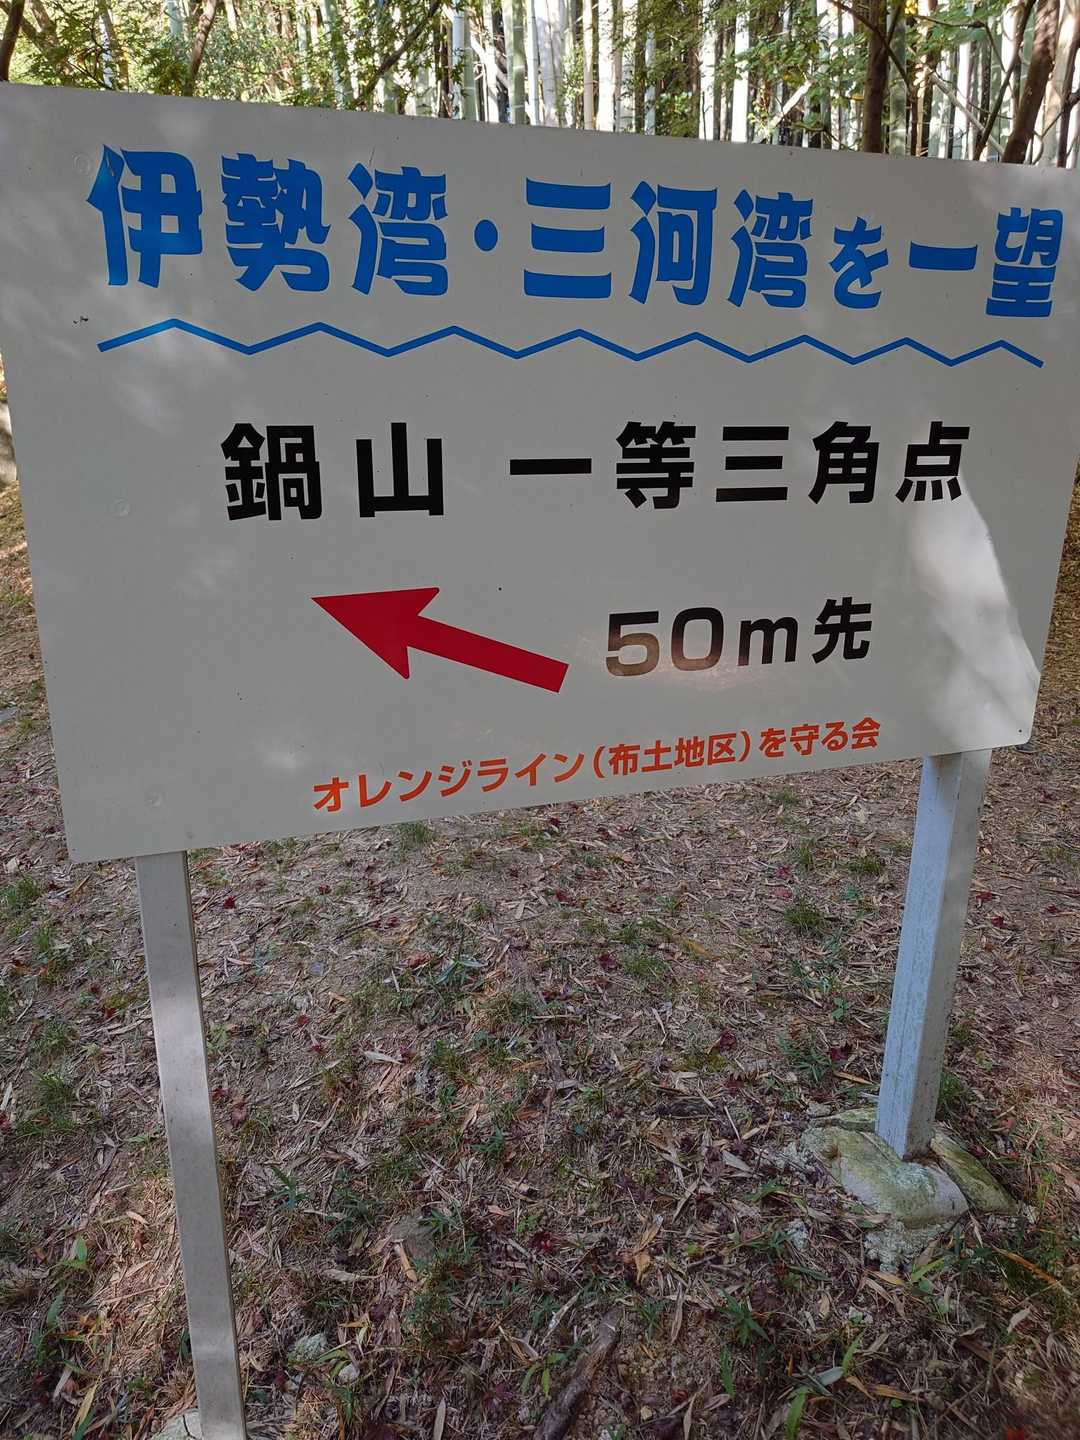 伊勢湾・三河湾を一望
鍋山 一等三角点
50m先
オレンジライン(布土地区)を守る会